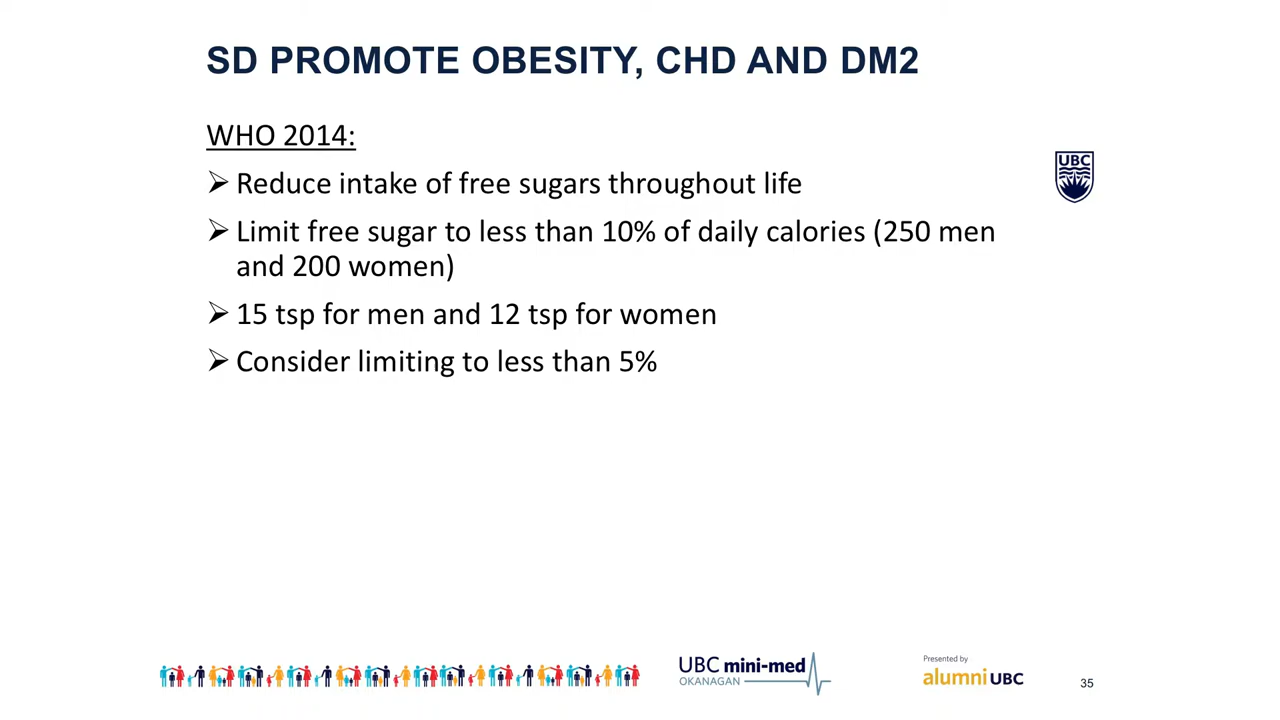 SD PROMOTE OBESITY, CHD AND DM2
WHO 2014:
➢ Reduce intake of free sugars throughout life
➢ Limit free sugar to less than 10% of daily calories (250 men
and 200 women)
➢ 15 tsp for men and 12 tsp for women
➢ Consider limiting to less than 5%
UBC
UBC mini-med
OKANAGAN
Presented by
alumni UBC
35